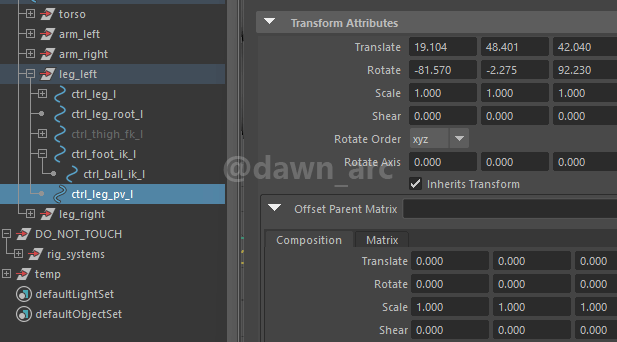 torso
arm_left
arm_right
leg_left
ctrl_leg_l
ctrl_leg_root_l
ctrl_thigh_fk_l
ctrl_foot_ik_l
ctrl_ball_ik_l
ctrl_leg_pv_l
leg_right
DO_NOT_TOUCH
rig_systems
temp
defaultLightSet
defaultObjectSet
Transform Attributes
Translate 19.104 48.401 42.040
Rotate -81.570 -2.275 92.230
Scale 1.000 1.000 1.000
Shear 0.000 0.000 0.000
Rotate Order xyz
Rotate Axis 0.000 0.000 0.000
Inherits Transform
Offset Parent Matrix
Composition Matrix
Translate 0.000 0.000 0.000
Rotate 0.000 0.000 0.000
Scale 1.000 1.000 1.000
Shear 0.000 0.000 0.000
@dawn_arc